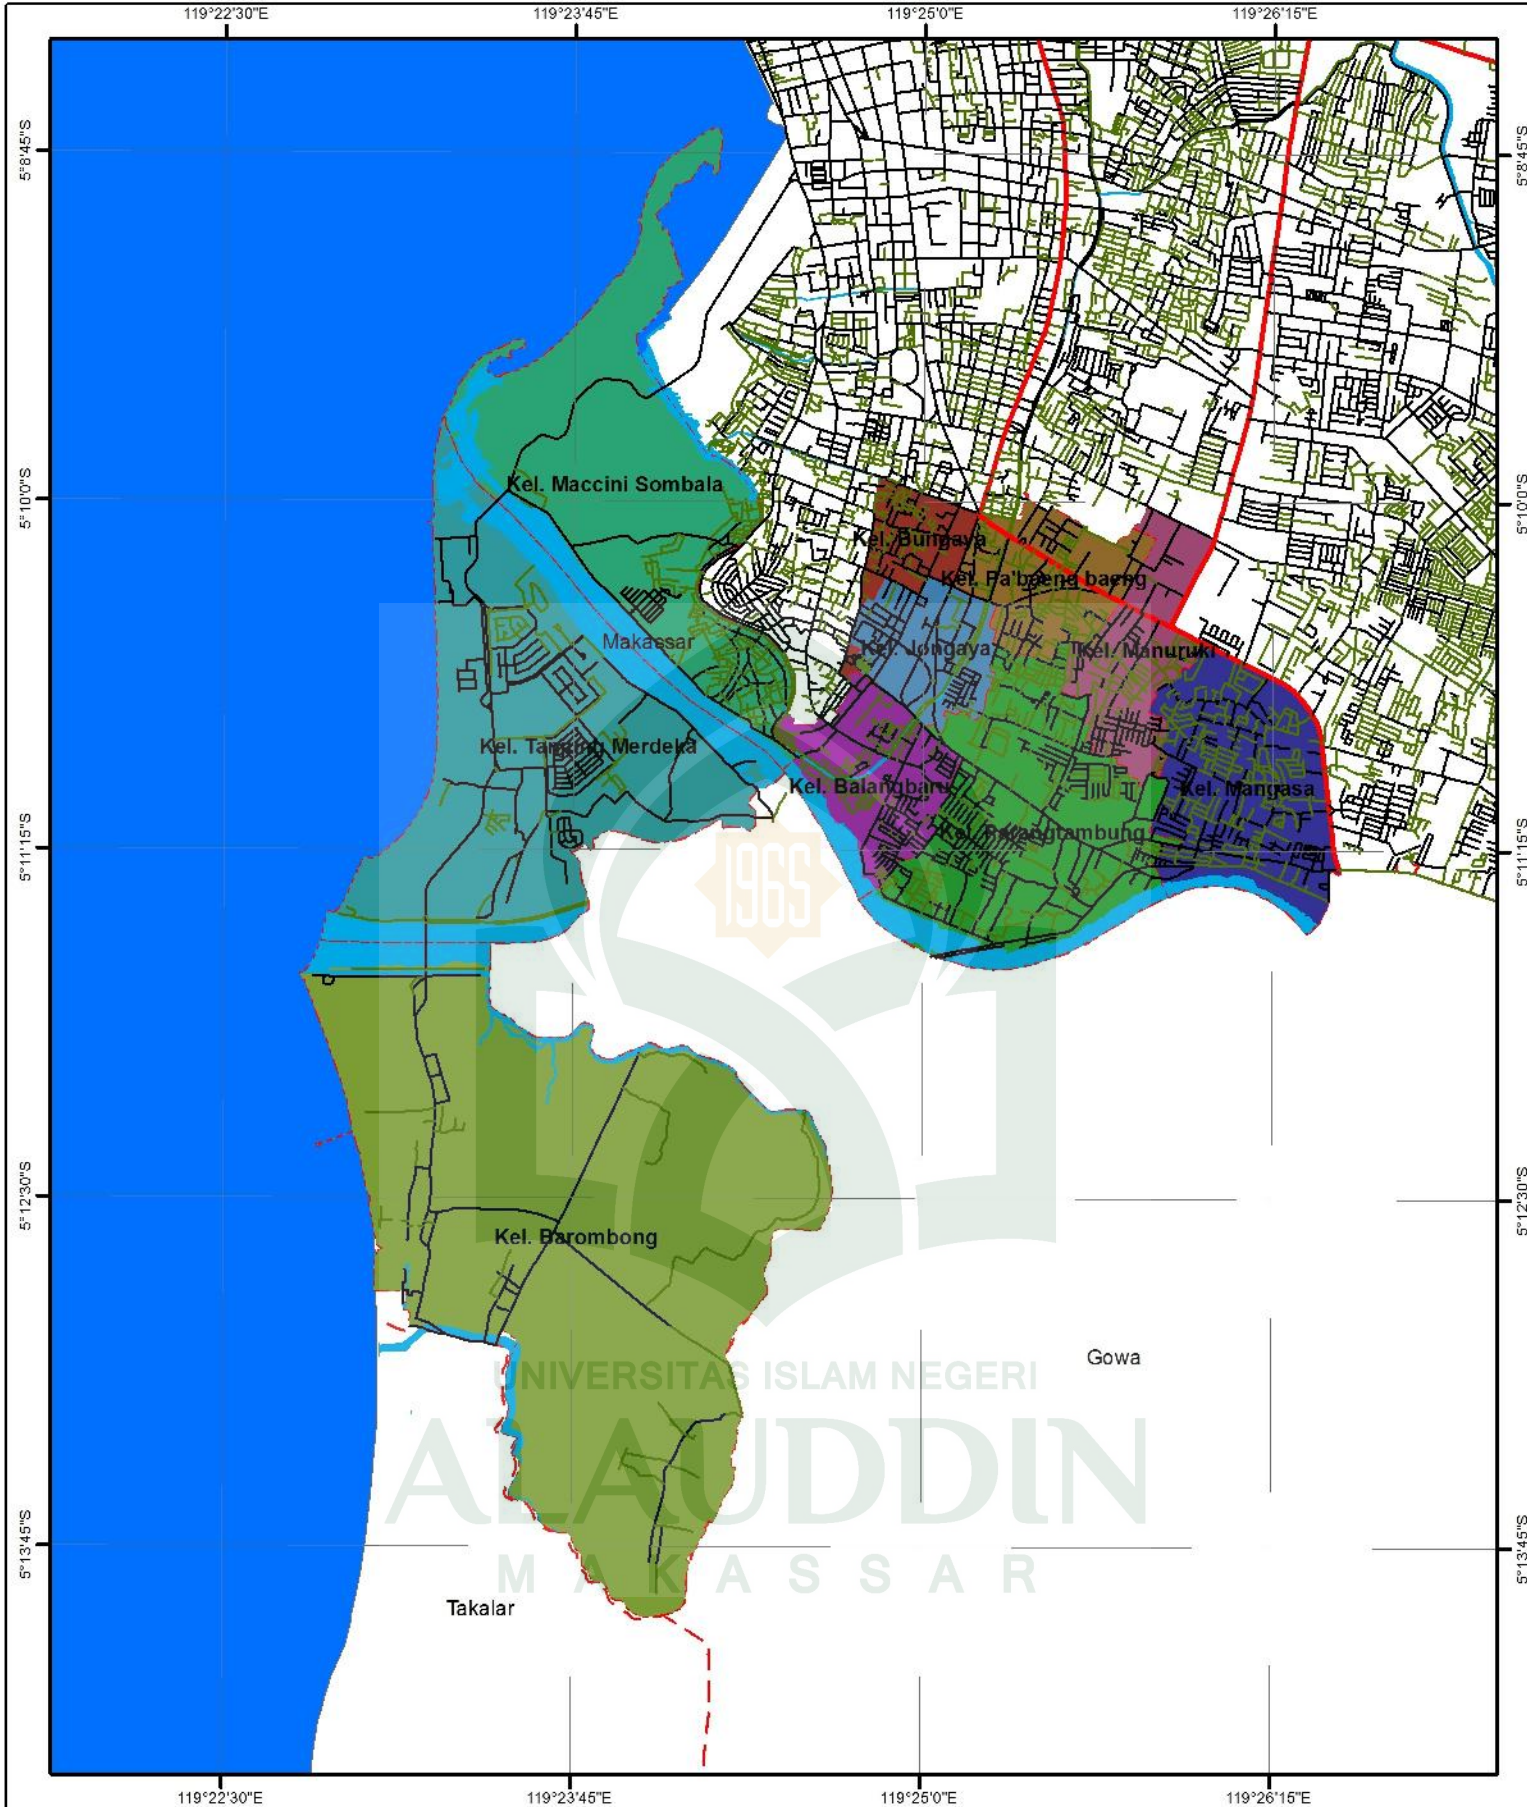 119°22'30"E
119°23'45"E
119°25'0"E
119°26'15"E
5°8'45"S
5°8'45"S
Kel. Maccini Sombala
5°10'0"S
5°10'0"S
Kel. Bungaya
Kel. Pa'baeng baeng
Makassar
Kel. Jongaya
Kel. Manuruki
Kel. Tanjung Merdeka
Kel. Balangbaru
Kel. Mangasa
Kel. Parangtambung
5°11'15"S
5°11'15"S
1965
5°12'30"S
5°12'30"S
Kel. Barombong
Gowa
UNIVERSITAS ISLAM NEGERI
ALAUDDIN
MAKASSAR
5°13'45"S
5°13'45"S
Takalar
119°22'30"E
119°23'45"E
119°25'0"E
119°26'15"E